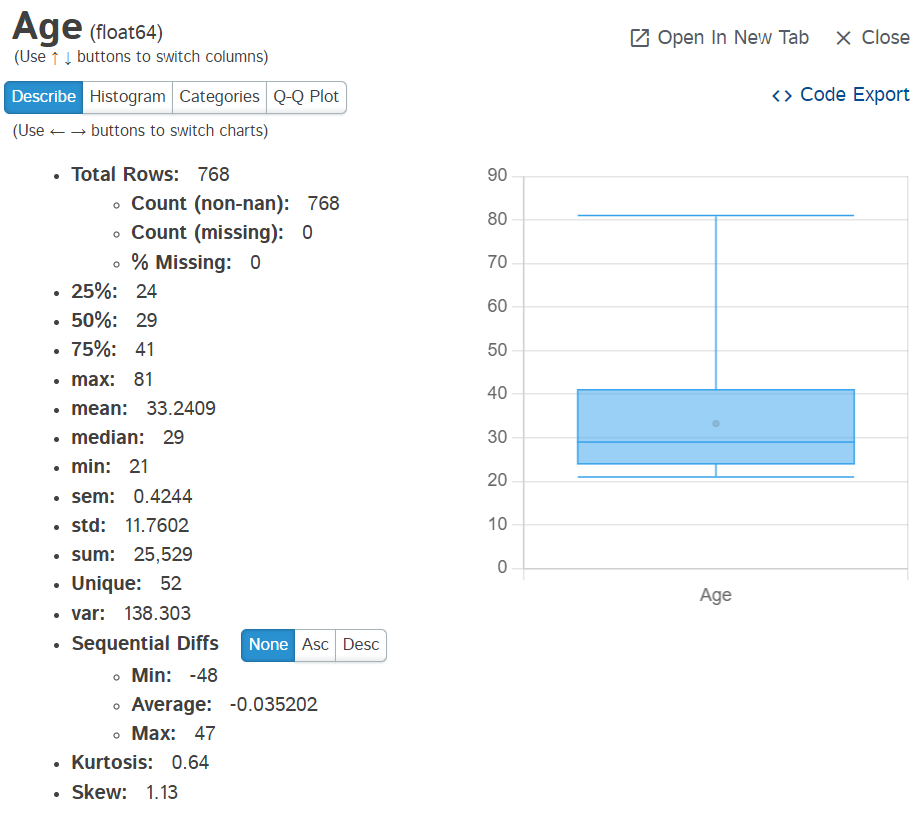 Age (float64)
(Use ↑ ↓ buttons to switch columns)
Open In New Tab
Close
Describe
Histogram
Categories
Q-Q Plot
Code Export
(Use ← → buttons to switch charts)
Total Rows: 768
Count (non-nan): 768
Count (missing): 0
% Missing: 0
25%: 24
50%: 29
75%: 41
max: 81
mean: 33.2409
median: 29
min: 21
sem: 0.4244
std: 11.7602
sum: 25,529
Unique: 52
var: 138.303
Sequential Diffs
None
Asc
Desc
Min: -48
Average: -0.035202
Max: 47
Kurtosis: 0.64
Skew: 1.13
90
80
70
60
50
40
30
20
10
0
Age